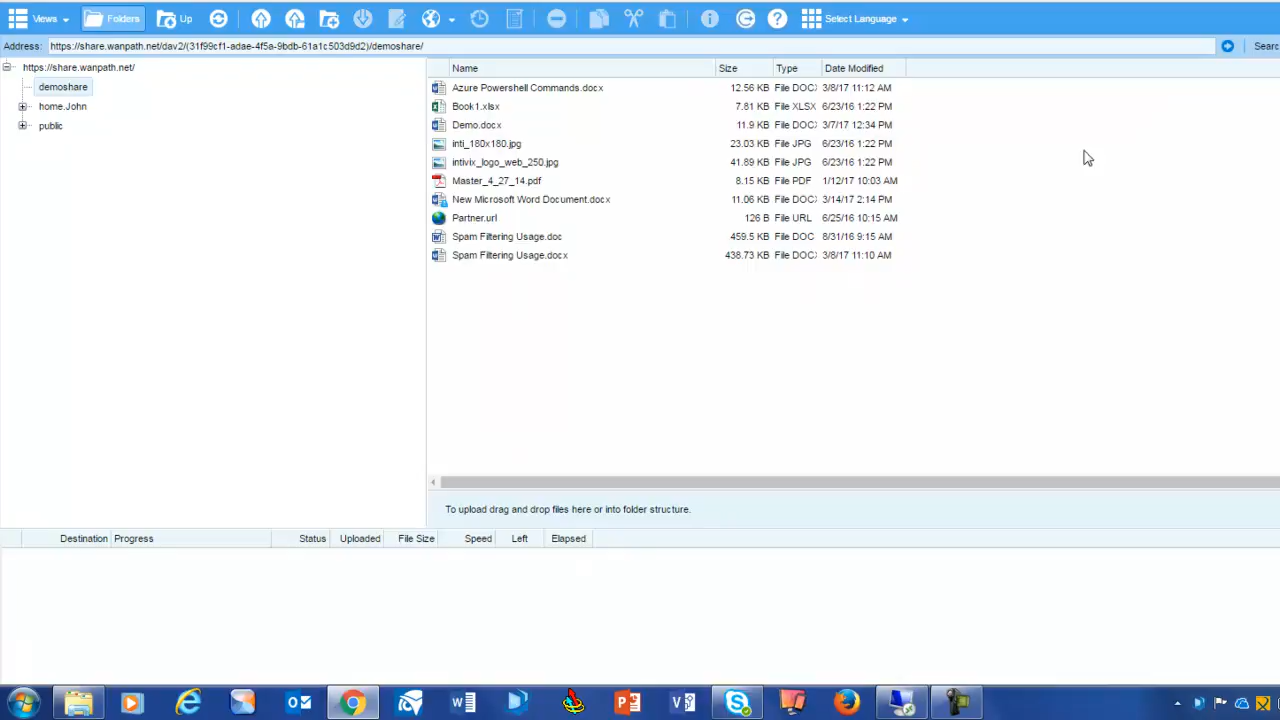 Views Folders Up Select Language
Address: https://share.wanpath.net/dav2/(31f99cf1-adae-4f5a-9bdb-61a1c503d9d2)/demoshare/ Searc
https://share.wanpath.net/
demoshare
home.John
public
Name Size Type Date Modified
Azure Powershell Commands.docx 12.56 KB File DOC 3/8/17 11:12 AM
Book1.xlsx 7.81 KB File XLSX 6/23/16 1:22 PM
Demo.docx 11.9 KB File DOC 3/7/17 12:34 PM
inti_180x180.jpg 23.03 KB File JPG 6/23/16 1:22 PM
intivix_logo_web_250.jpg 41.89 KB File JPG 6/23/16 1:22 PM
Master_4_27_14.pdf 8.15 KB File PDF 1/12/17 10:03 AM
New Microsoft Word Document.docx 11.06 KB File DOC 3/14/17 2:14 PM
Partner.url 126 B File URL 6/25/16 10:15 AM
Spam Filtering Usage.doc 459.5 KB File DOC 8/31/16 9:15 AM
Spam Filtering Usage.docx 438.73 KB File DOC 3/8/17 11:10 AM
To upload drag and drop files here or into folder structure.
Destination Progress Status Uploaded File Size Speed Left Elapsed